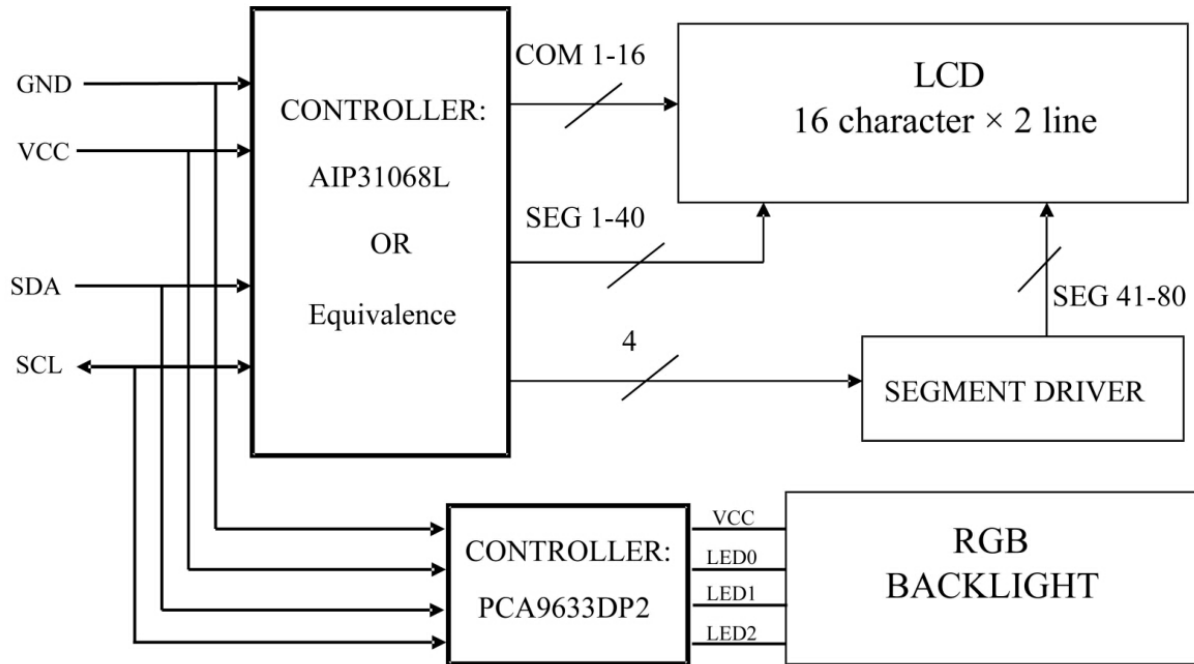 GND
VCC
SDA
SCL
CONTROLLER:
AIP31068L
OR
Equivalence
COM 1-16
SEG 1-40
4
LCD
16 character × 2 line
SEG 41-80
SEGMENT DRIVER
CONTROLLER:
PCA9633DP2
VCC
LED0
LED1
LED2
RGB
BACKLIGHT